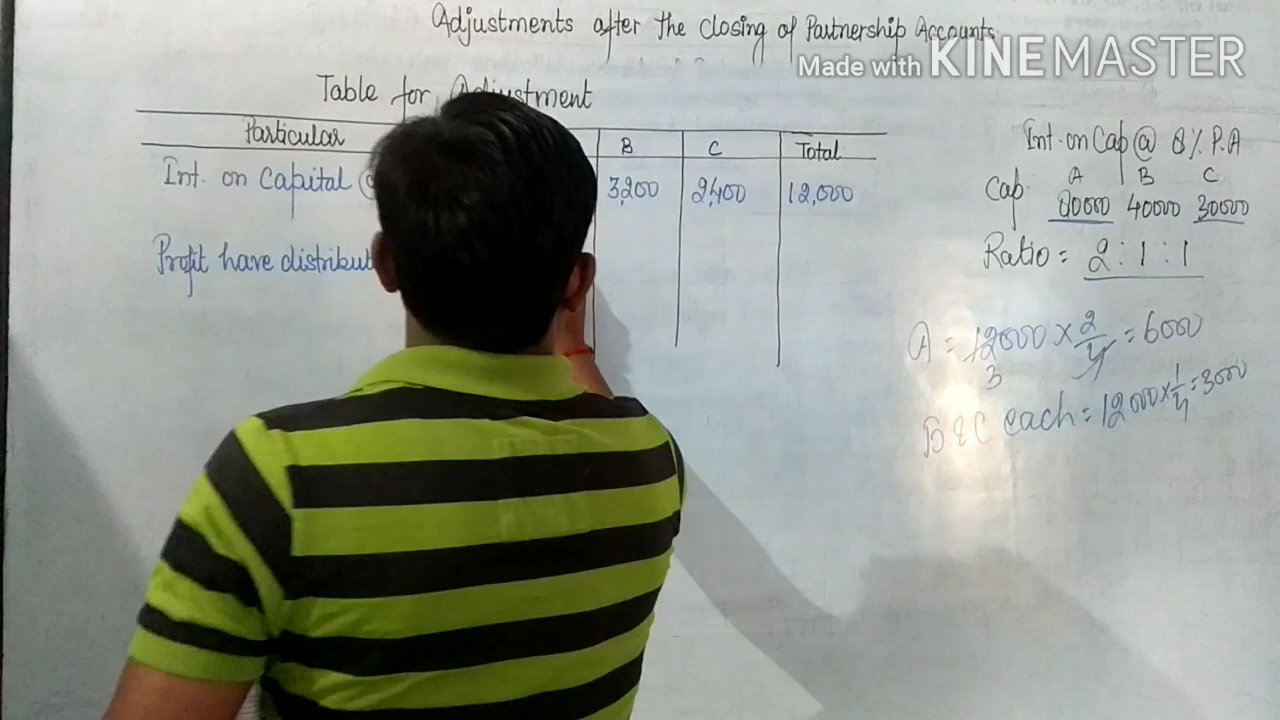 Adjustments after the closing of Partnership Accounts
Made with KINEMASTER
Table for Adjustment
Particular B C Total
Int. on Capital 3,200 2,400 12,000
Profit have distribut
Int. on Cap @ 8% P.A
A B C
Cap 80000 40000 30000
Ratio = 2 : 1 : 1
A = 12000 × 2/4 = 6000
3
B & C each = 12000 × 1/4 = 3000